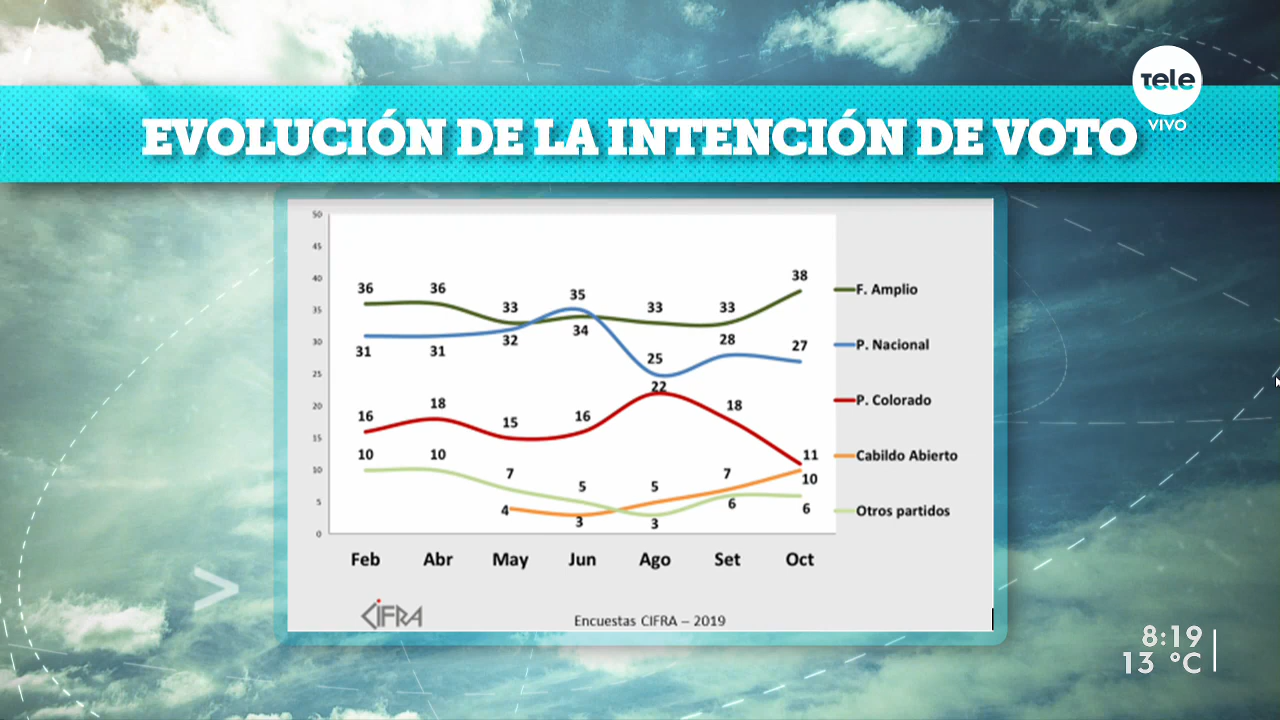 tele
VIVO
EVOLUCIÓN DE LA INTENCIÓN DE VOTO
50
45
40
35
30
25
20
15
10
5
0
36 36 33 34 33 33 38
31 31 32 35 25 28 27
16 18 15 16 22 18 11
4 3 5 7 10
10 10 7 5 3 6 6
Feb Abr May Jun Ago Set Oct
F. Amplio
P. Nacional
P. Colorado
Cabildo Abierto
Otros partidos
CIFRA
Encuestas CIFRA – 2019
8:19
13 °C